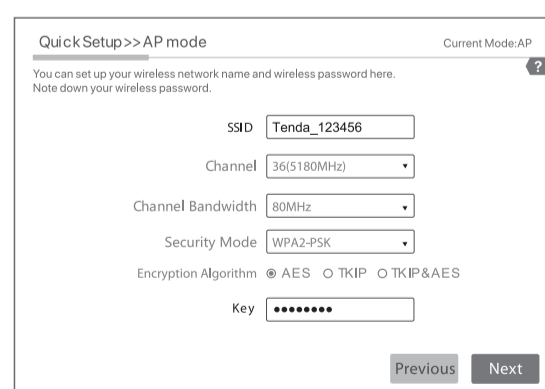 Quick Setup>>AP mode
Current Mode:AP
?
You can set up your wireless network name and wireless password here.
Note down your wireless password.
SSID Tenda_123456
Channel 36(5180MHz)
Channel Bandwidth 80MHz
Security Mode WPA2-PSK
Encryption Algorithm AES TKIP TKIP&AES
Key ••••••••
Previous Next